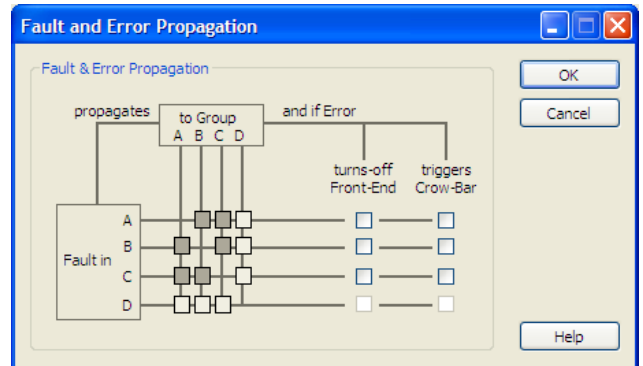 Fault and Error Propagation
Fault & Error Propagation
OK
Cancel
propagates
to Group
A B C D
and if Error
turns-off
Front-End
triggers
Crow-Bar
Fault in
A
B
C
D
Help